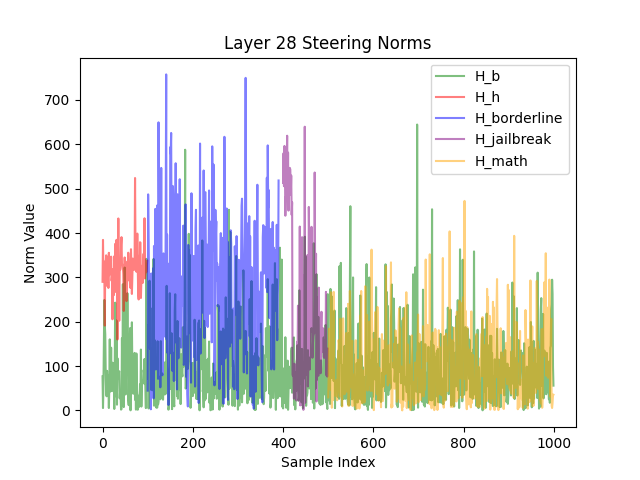 Layer 28 Steering Norms
H_b
H_h
H_borderline
H_jailbreak
H_math
Norm Value
700
600
500
400
300
200
100
0
0 200 400 600 800 1000
Sample Index